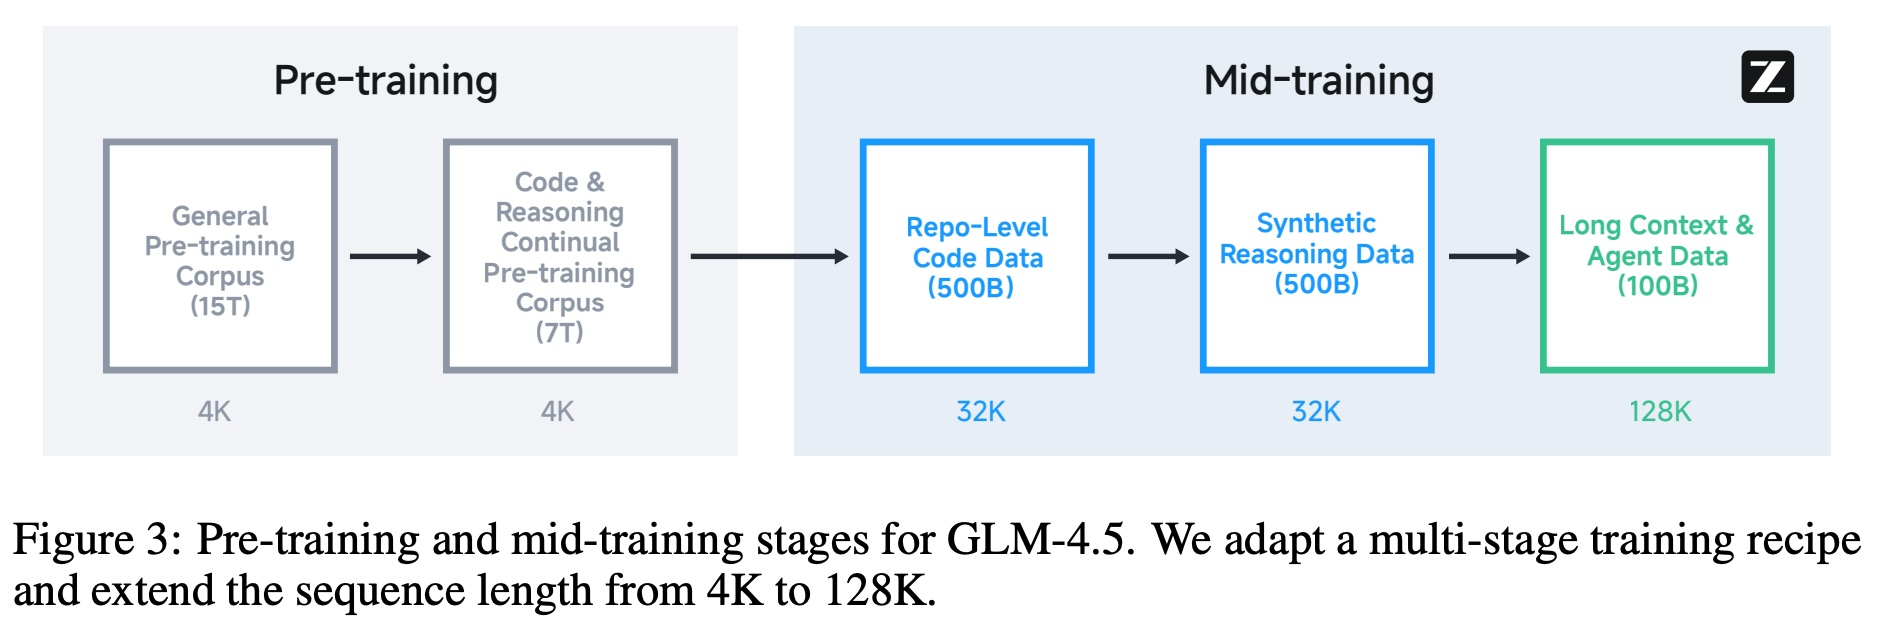 Pre-training
Mid-training
Z
General
Pre-training
Corpus
(15T)
Code &
Reasoning
Continual
Pre-training
Corpus
(7T)
Repo-Level
Code Data
(500B)
Synthetic
Reasoning Data
(500B)
Long Context &
Agent Data
(100B)
4K
4K
32K
32K
128K
Figure 3: Pre-training and mid-training stages for GLM-4.5. We adapt a multi-stage training recipe
and extend the sequence length from 4K to 128K.